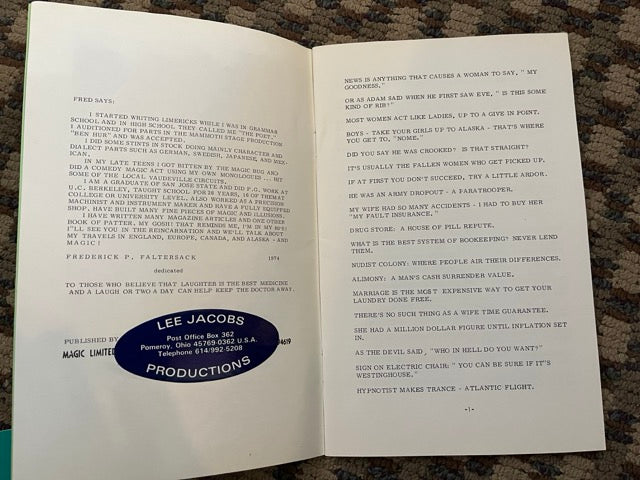 FRED SAYS:
I STARTED WRITING LIMERICKS WHILE I WAS IN GRAMMAR
SCHOOL AND IN HIGH SCHOOL THEY CALLED ME "THE POET."
I AUDITIONED FOR PARTS IN THE MAMMOTH STAGE PRODUCTION
"BEN HUR" AND WAS ACCEPTED.
I DID SOME STINTS IN STOCK DOING MAINLY CHARACTER AND
DIALECT PARTS SUCH AS GERMAN, SWEDISH, JAPANESE, AND MEX-
ICAN.
IN MY LATE TEENS I GOT BITTEN BY THE MAGIC BUG AND
DID A COMEDY MAGIC ACT USING MY OWN MONOLOGUES -- HIT
SOME OF THE LOCAL VAUDEVILLE CIRCUITS.
I AM A GRADUATE OF SAN JOSE STATE AND DID P.G. WORK AT
U.C. BERKELEY, TAUGHT SCHOOL FOR 28 YEARS, 16 OF THEM AT
COLLEGE OR UNIVERSITY LEVEL. ALSO WORKED AS A PRECISION
MACHINIST AND INSTRUMENT MAKER AND HAVE A FULLY EQUIPPED
SHOP, HAVE BUILT MANY FINE PIECES OF MAGIC AND ILLUSIONS.
I HAVE WRITTEN MANY MAGAZINE ARTICLES AND ONE OTHER
BOOK OF PATTER. MY GOSH!! THAT REMINDS ME, I'M IN MY 80'S!
I'LL SEE YOU IN THE REINCARNATION AND WE'LL TALK ABOUT
MY TRAVELS IN ENGLAND, EUROPE, CANADA, AND ALASKA - AND
MAGIC!
FREDERICK P. FALTERSACK 1974
dedicated
TO THOSE WHO BELIEVE THAT LAUGHTER IS THE BEST MEDICINE
AND A LAUGH OR TWO A DAY CAN HELP KEEP THE DOCTOR AWAY.
PUBLISHED BY
MAGIC LIMITED
LEE JACOBS
Post Office Box 362
Pomeroy, Ohio 45769-0362 U.S.A.
Telephone 614/992-5208
PRODUCTIONS
94619
NEWS IS ANYTHING THAT CAUSES A WOMAN TO SAY, "MY
GOODNESS."
OR AS ADAM SAID WHEN HE FIRST SAW EVE, "IS THIS SOME
KIND OF RIB?"
MOST WOMEN ACT LIKE LADIES, UP TO A GIVE IN POINT.
BOYS - TAKE YOUR GIRLS UP TO ALASKA - THAT'S WHERE
YOU GET TO, "NOME."
DID YOU SAY HE WAS CROOKED? IS THAT STRAIGHT?
IT'S USUALLY THE FALLEN WOMEN WHO GET PICKED UP.
IF AT FIRST YOU DON'T SUCCEED, TRY A LITTLE ARDOR.
HE WAS AN ARMY DROPOUT - A PARATROOPER.
MY WIFE HAD SO MANY ACCIDENTS - I HAD TO BUY HER
"MY FAULT INSURANCE."
DRUG STORE: A HOUSE OF PILL REPUTE.
WHAT IS THE BEST SYSTEM OF BOOKEEPING? NEVER LEND
THEM.
NUDIST COLONY: WHERE PEOPLE AIR THEIR DIFFERENCES.
ALIMONY: A MAN'S CASH SURRENDER VALUE.
MARRIAGE IS THE MOST EXPENSIVE WAY TO GET YOUR
LAUNDRY DONE FREE.
THERE'S NO SUCH THING AS A WIFE TIME GUARANTEE.
SHE HAD A MILLION DOLLAR FIGURE UNTIL INFLATION SET
IN.
AS THE DEVIL SAID, "WHO IN HELL DO YOU WANT?"
SIGN ON ELECTRIC CHAIR: "YOU CAN BE SURE IF IT'S
WESTINGHOUSE."
HYPNOTIST MAKES TRANCE - ATLANTIC FLIGHT.
-1-